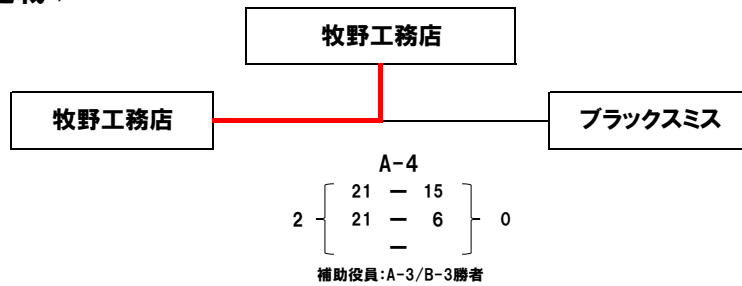 牧野工務店
牧野工務店 ブラックスミス
A-4
21 ー 15
2 21 ー 6 0
ー
補助役員:A-3/B-3勝者